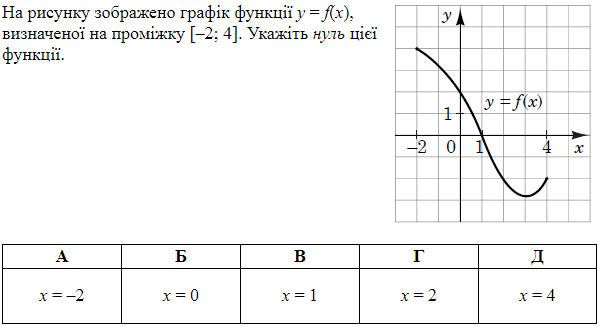 На рисунку зображено графік функції y = f(x),
визначеної на проміжку [–2; 4]. Укажіть нуль цієї
функції.
y
y = f(x)
1
–2 0 1 4 x
А Б В Г Д
x = –2 x = 0 x = 1 x = 2 x = 4